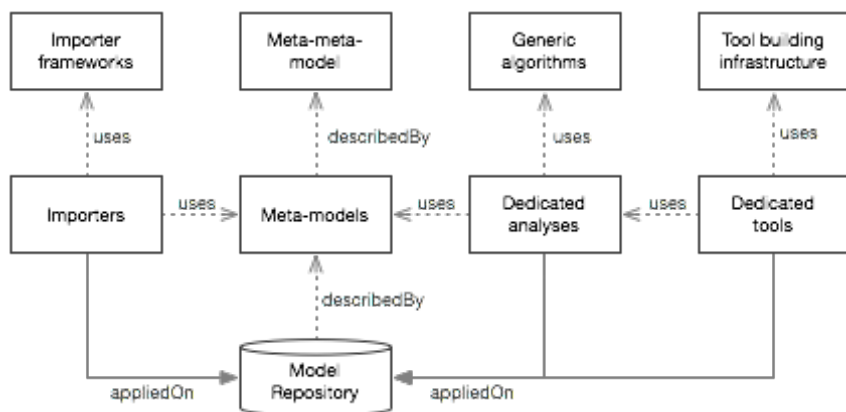 Importer
frameworks
Meta-meta-
model
Generic
algorithms
Tool building
infrastructure
uses
describedBy
uses
uses
Importers
uses
Meta-models
uses
Dedicated
analyses
uses
Dedicated
tools
describedBy
appliedOn
Model
Repository
appliedOn